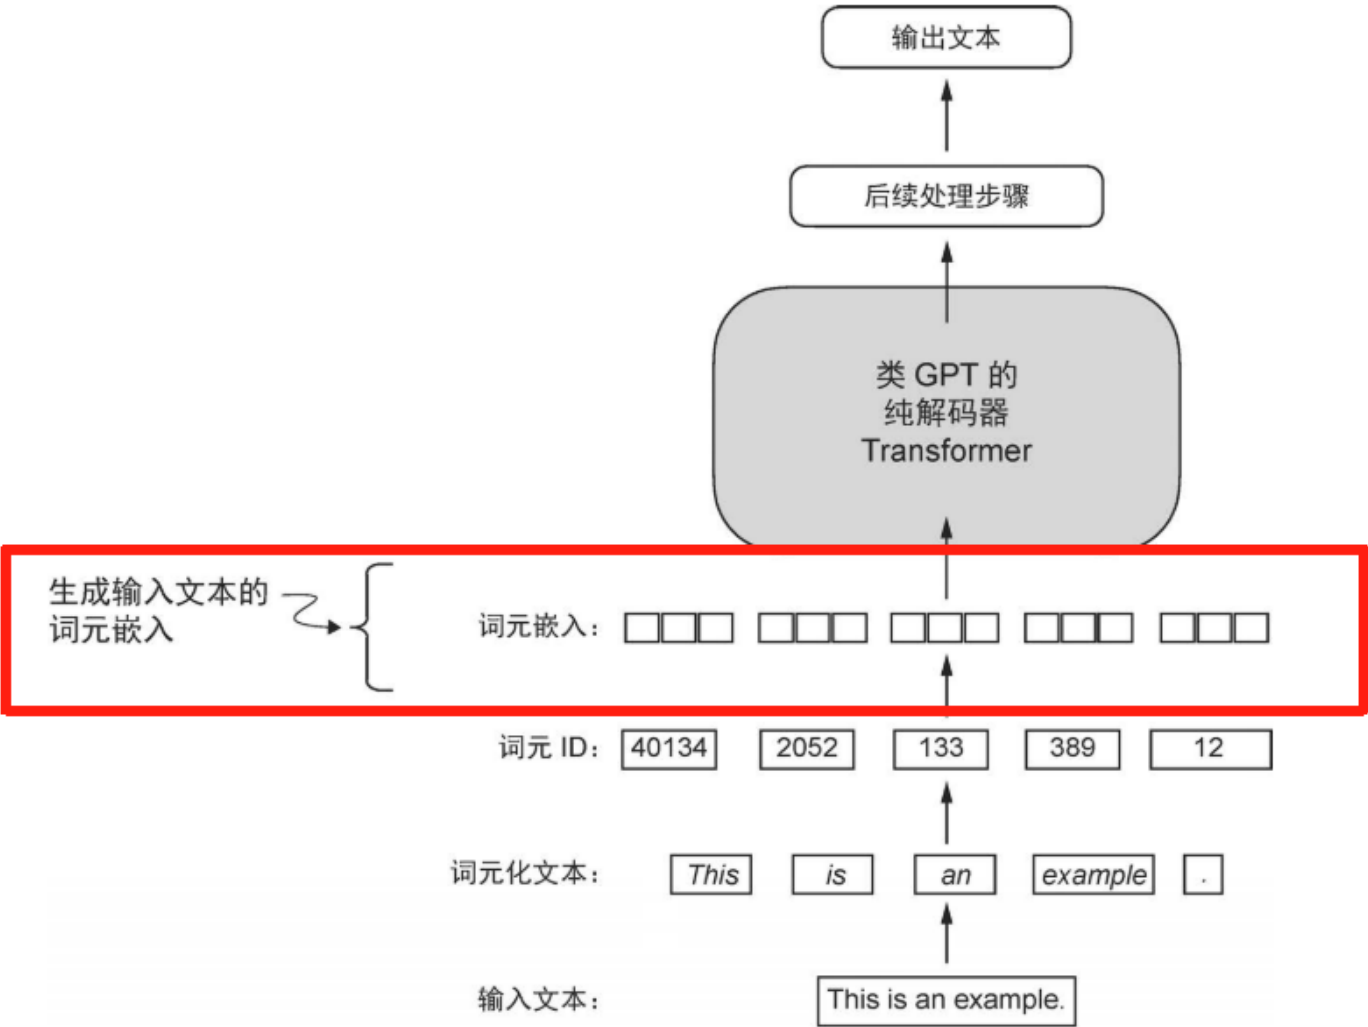 输出文本
后续处理步骤
类 GPT 的
纯解码器
Transformer
生成输入文本的
词元嵌入
词元嵌入：
词元 ID： 40134 2052 133 389 12
词元化文本： This is an example .
输入文本： This is an example.